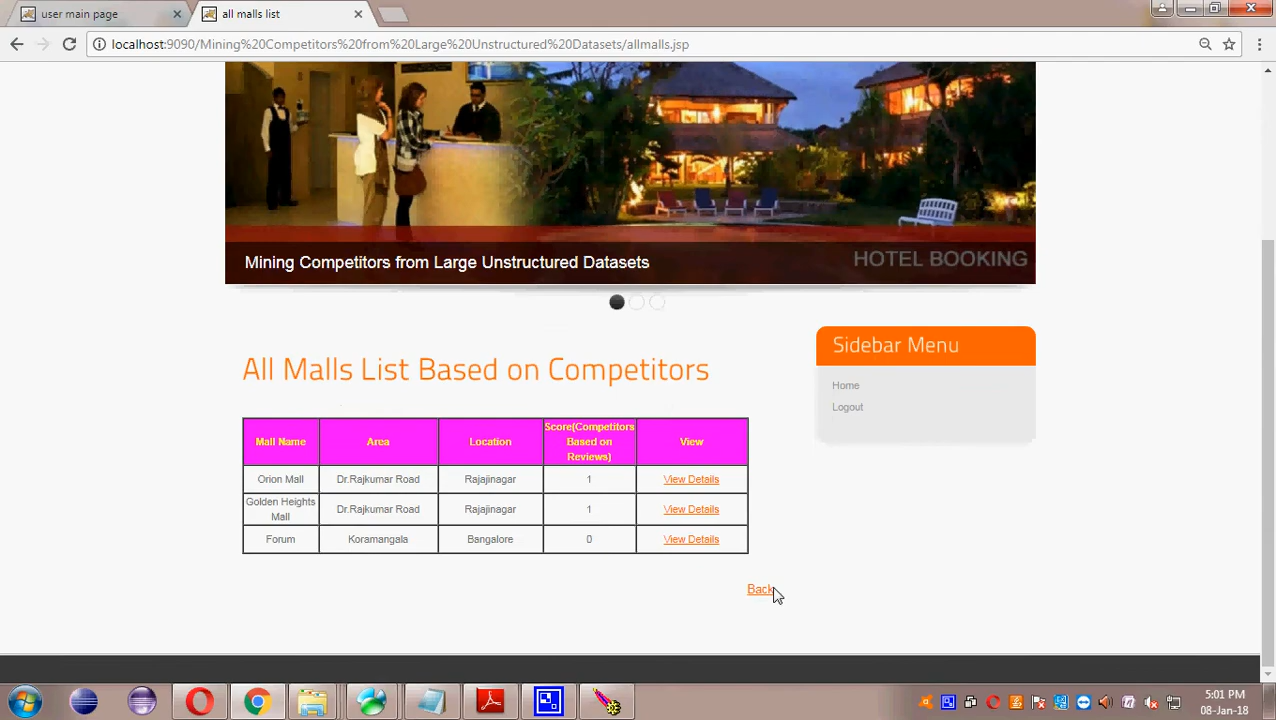 user main page
all malls list
localhost:9090/Mining%20Competitors%20from%20Large%20Unstructured%20Datasets/allmalls.jsp
Mining Competitors from Large Unstructured Datasets
HOTEL BOOKING
Sidebar Menu
Home
Logout
All Malls List Based on Competitors
Mall Name Area Location Score(Competitors Based on Reviews) View
Orion Mall Dr.Rajkumar Road Rajajinagar 1 View Details
Golden Heights Mall Dr.Rajkumar Road Rajajinagar 1 View Details
Forum Koramangala Bangalore 0 View Details
Back
5:01 PM
08-Jan-18